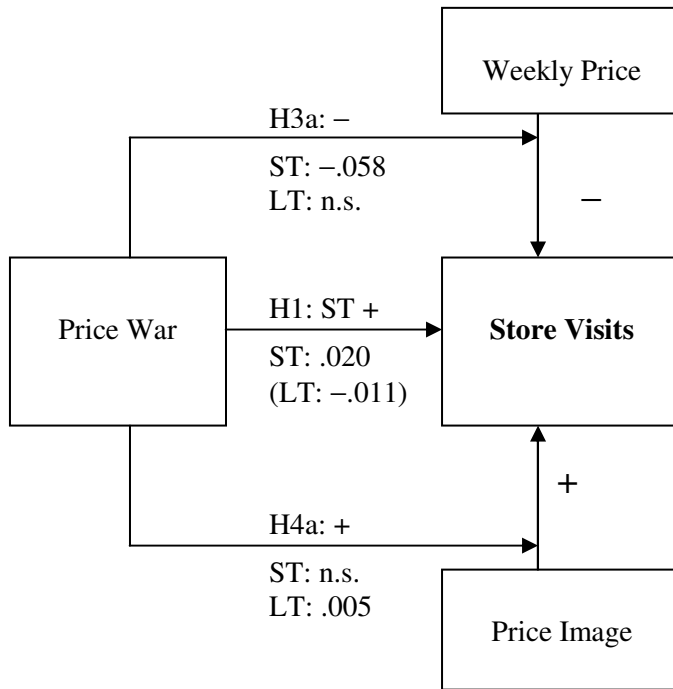 Weekly Price
H3a: −
ST: −.058
LT: n.s.
−
Price War
H1: ST +
ST: .020
(LT: −.011)
Store Visits
+
H4a: +
ST: n.s.
LT: .005
Price Image